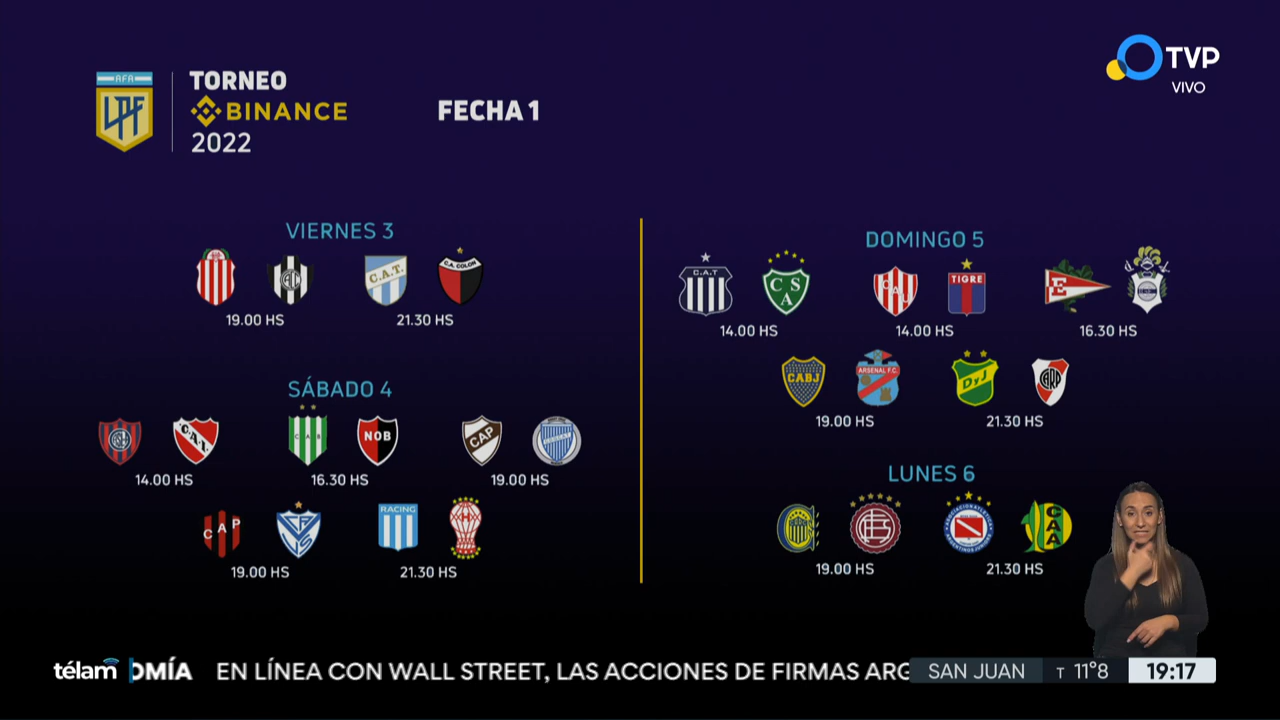 AFA
LPF
TORNEO
BINANCE
2022
FECHA 1
TVP
VIVO
VIERNES 3
C.A.T.
C.A. COLON
19.00 HS
21.30 HS
SÁBADO 4
C A B
NOB
CAP
14.00 HS
16.30 HS
19.00 HS
C A P
RACING
19.00 HS
21.30 HS
DOMINGO 5
C.A.T
C S A
TIGRE
E
14.00 HS
14.00 HS
16.30 HS
CABJ
ARSENAL F.C.
DyJ
CARP
19.00 HS
21.30 HS
LUNES 6
CAA
19.00 HS
21.30 HS
télam
OMÍA EN LÍNEA CON WALL STREET, LAS ACCIONES DE FIRMAS ARG
SAN JUAN T 11°8 19:17